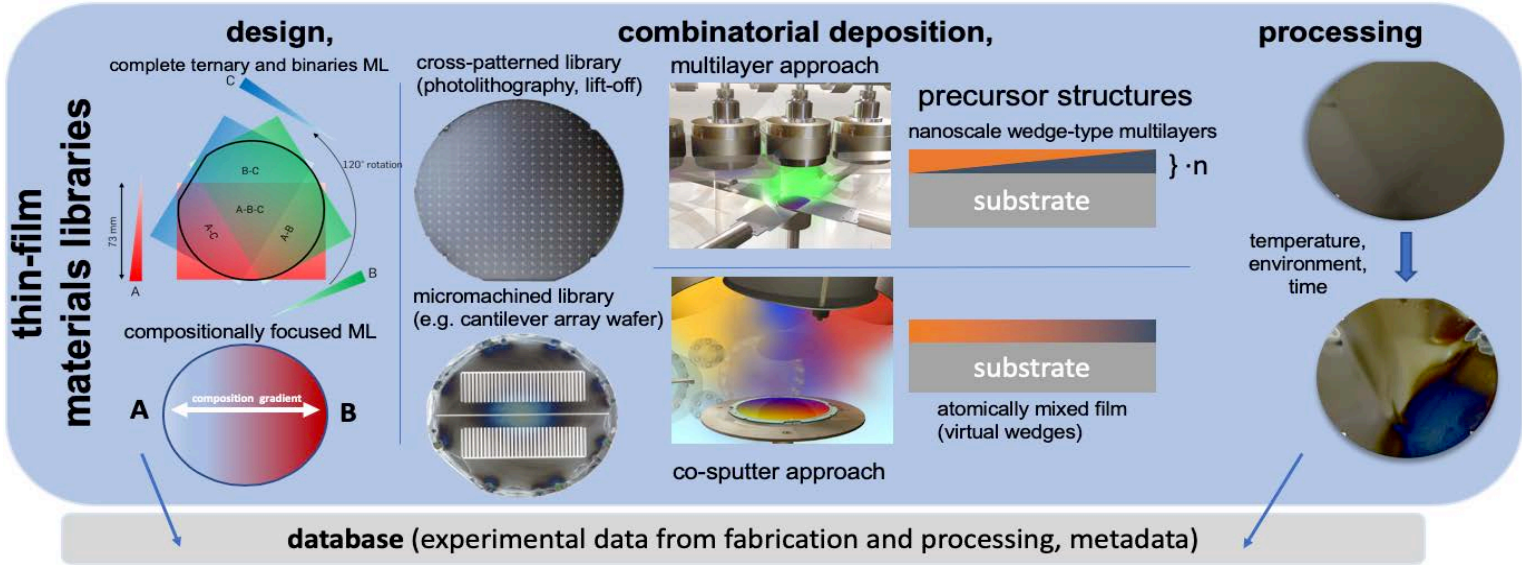 design,
combinatorial deposition,
processing
thin-film
materials libraries
complete ternary and binaries ML
C
120° rotation
B-C
A-B-C
A-C
A-B
73 mm
A
B
compositionally focused ML
A
composition gradient
B
cross-patterned library
(photolithography, lift-off)
micromachined library
(e.g. cantilever array wafer)
multilayer approach
co-sputter approach
precursor structures
nanoscale wedge-type multilayers
} ·n
substrate
substrate
atomically mixed film
(virtual wedges)
temperature,
environment,
time
database (experimental data from fabrication and processing, metadata)